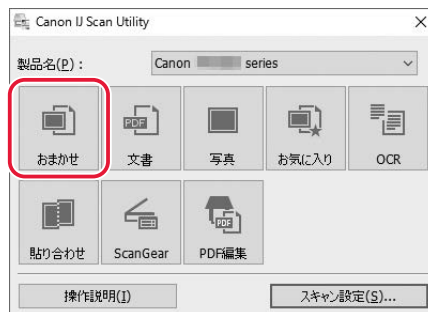 Canon IJ Scan Utility
製品名(P)： Canon series
おまかせ 文書 写真 お気に入り OCR
PDF
貼り合わせ ScanGear PDF編集
PDF
操作説明(I) スキャン設定(S)...